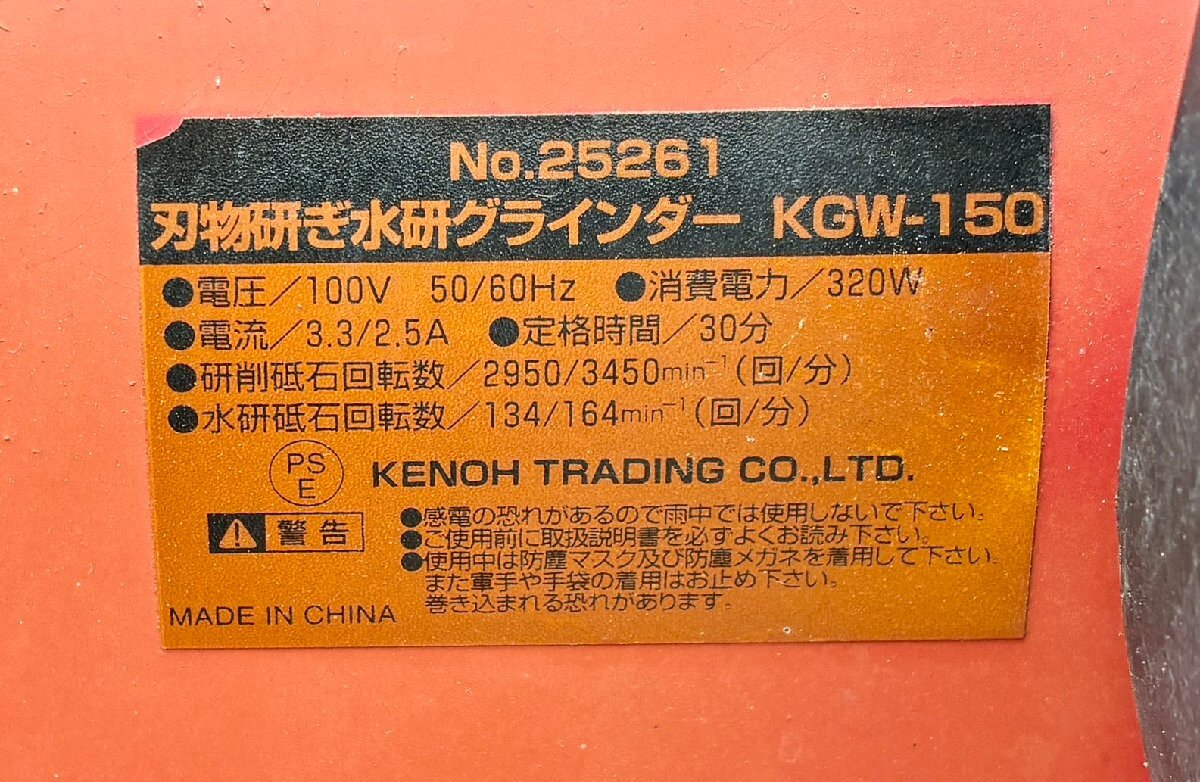 No.25261
刃物研ぎ水研グラインダー KGW-150
●電圧/100V 50/60Hz ●消費電力/320W
●電流/3.3/2.5A ●定格時間/30分
●研削砥石回転数/2950/3450min⁻¹(回/分)
●水研砥石回転数/134/164min⁻¹(回/分)
PS
E
KENOH TRADING CO.,LTD.
警告
●感電の恐れがあるので雨中では使用しないで下さい。
●ご使用前に取扱説明書を必ずよくお読み下さい。
●使用中は防塵マスク及び防塵メガネを着用して下さい。
また軍手や手袋の着用はお止め下さい。
巻き込まれる恐れがあります。
MADE IN CHINA